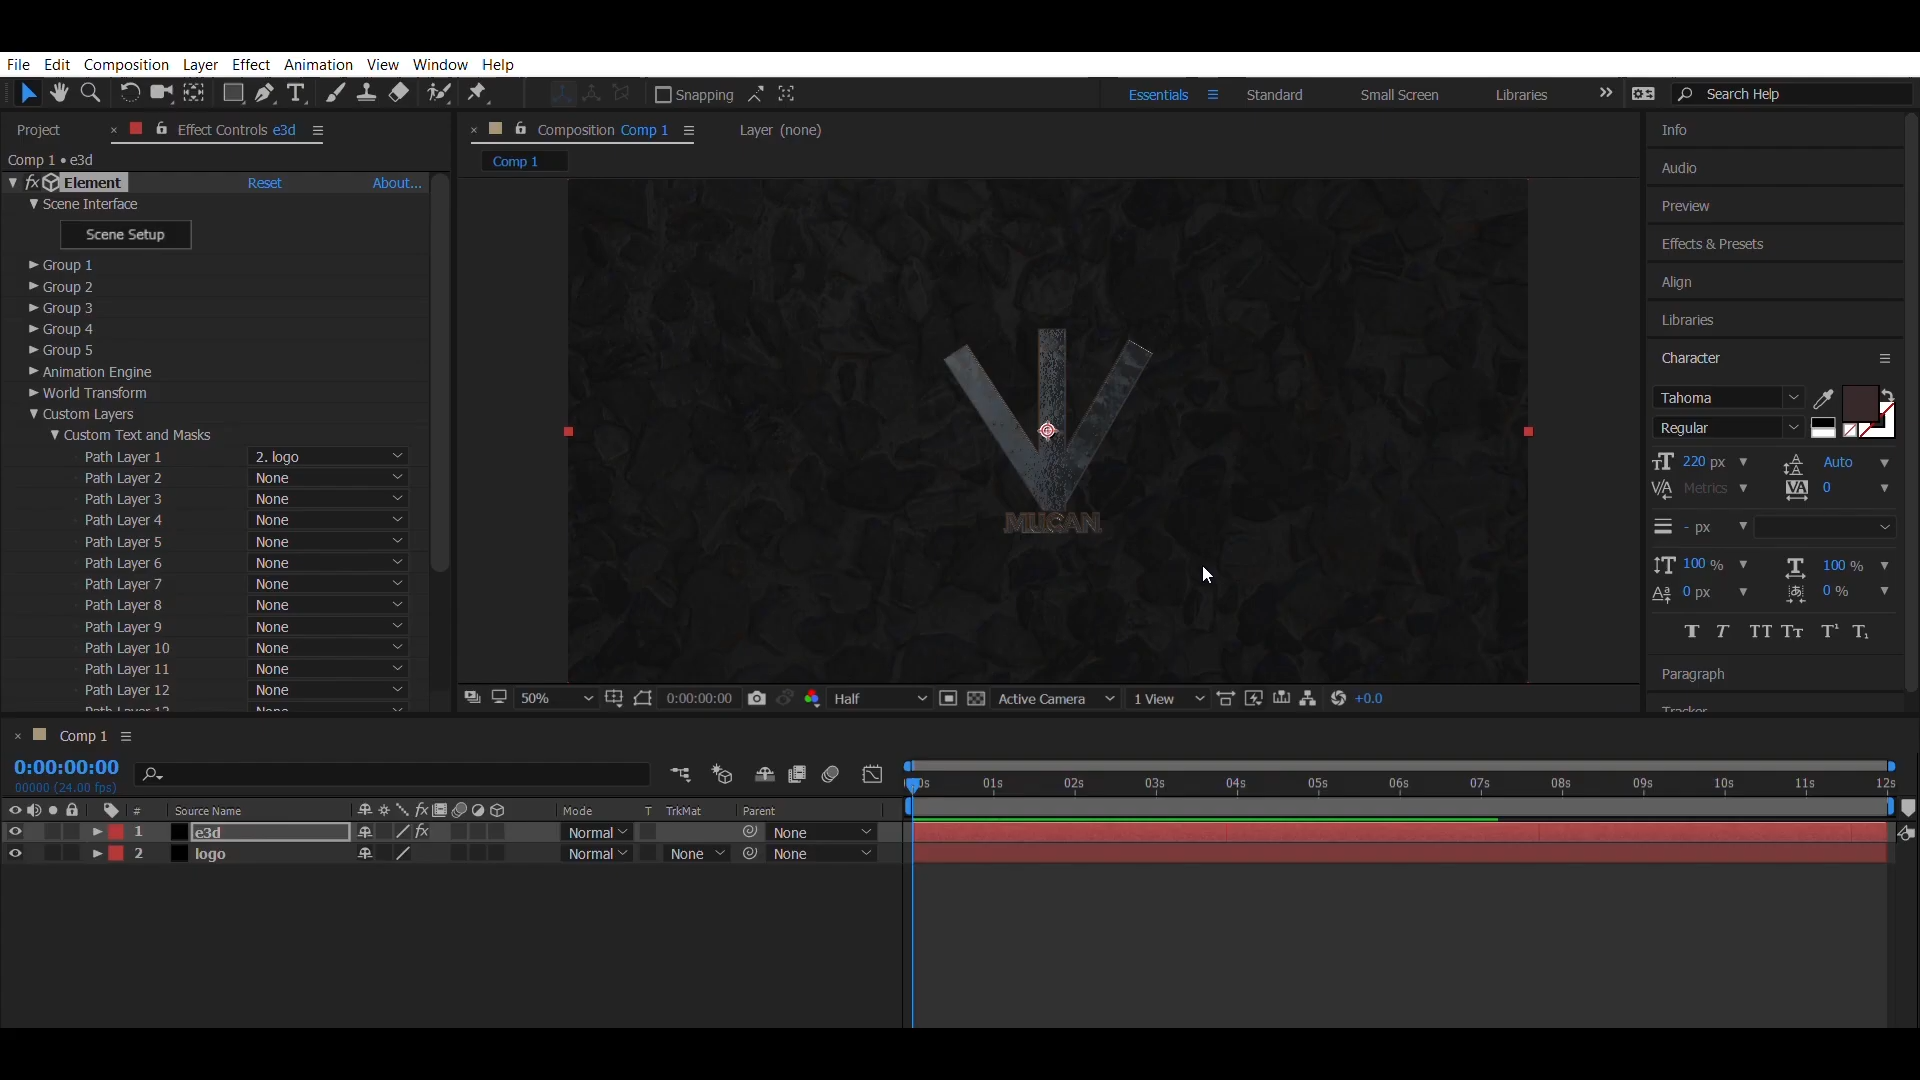 File Edit Composition Layer Effect Animation View Window Help
Snapping
Essentials Standard Small Screen Libraries Search Help
Project Effect Controls e3d
Composition Comp 1 Layer (none)
Comp 1 • e3d
Comp 1
Element Reset About...
Scene Interface
Scene Setup
Group 1
Group 2
Group 3
Group 4
Group 5
Animation Engine
World Transform
Custom Layers
Custom Text and Masks
Path Layer 1 2. logo
Path Layer 2 None
Path Layer 3 None
Path Layer 4 None
Path Layer 5 None
Path Layer 6 None
Path Layer 7 None
Path Layer 8 None
Path Layer 9 None
Path Layer 10 None
Path Layer 11 None
Path Layer 12 None
MUCAN
50% 0:00:00:00 Half Active Camera 1 View +0.0
Info
Audio
Preview
Effects & Presets
Align
Libraries
Character
Tahoma
Regular
220 px Auto
Metrics 0
- px
100 % 100 %
0 px 0 %
T T TT Tт T¹ T₁
Paragraph
Tracker
Comp 1
0:00:00:00
00000 (24.00 fps)
01s 02s 03s 04s 05s 06s 07s 08s 09s 10s 11s 12s
# Source Name Mode T TrkMat Parent
1 e3d fx Normal None
2 logo Normal None None